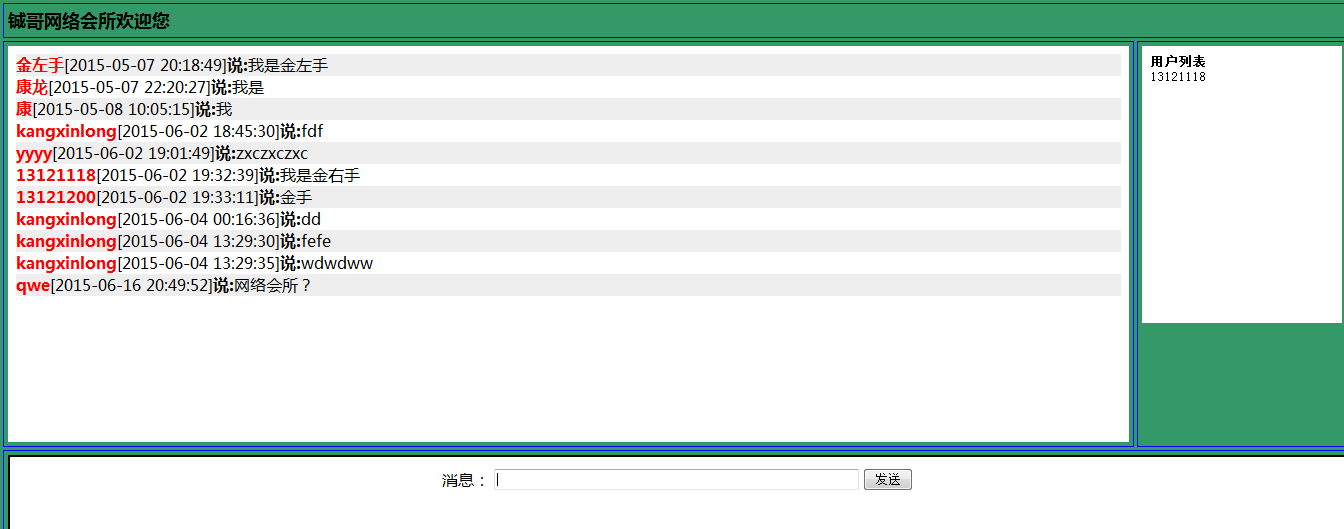 铖哥网络会所欢迎您
金左手[2015-05-07 20:18:49]说:我是金左手
康龙[2015-05-07 22:20:27]说:我是
康[2015-05-08 10:05:15]说:我
kangxinlong[2015-06-02 18:45:30]说:fdf
yyyy[2015-06-02 19:01:49]说:zxczxczxc
13121118[2015-06-02 19:32:39]说:我是金右手
13121200[2015-06-02 19:33:11]说:金手
kangxinlong[2015-06-04 00:16:36]说:dd
kangxinlong[2015-06-04 13:29:30]说:fefe
kangxinlong[2015-06-04 13:29:35]说:wdwdww
qwe[2015-06-16 20:49:52]说:网络会所？
用户列表
13121118
消息： 发送